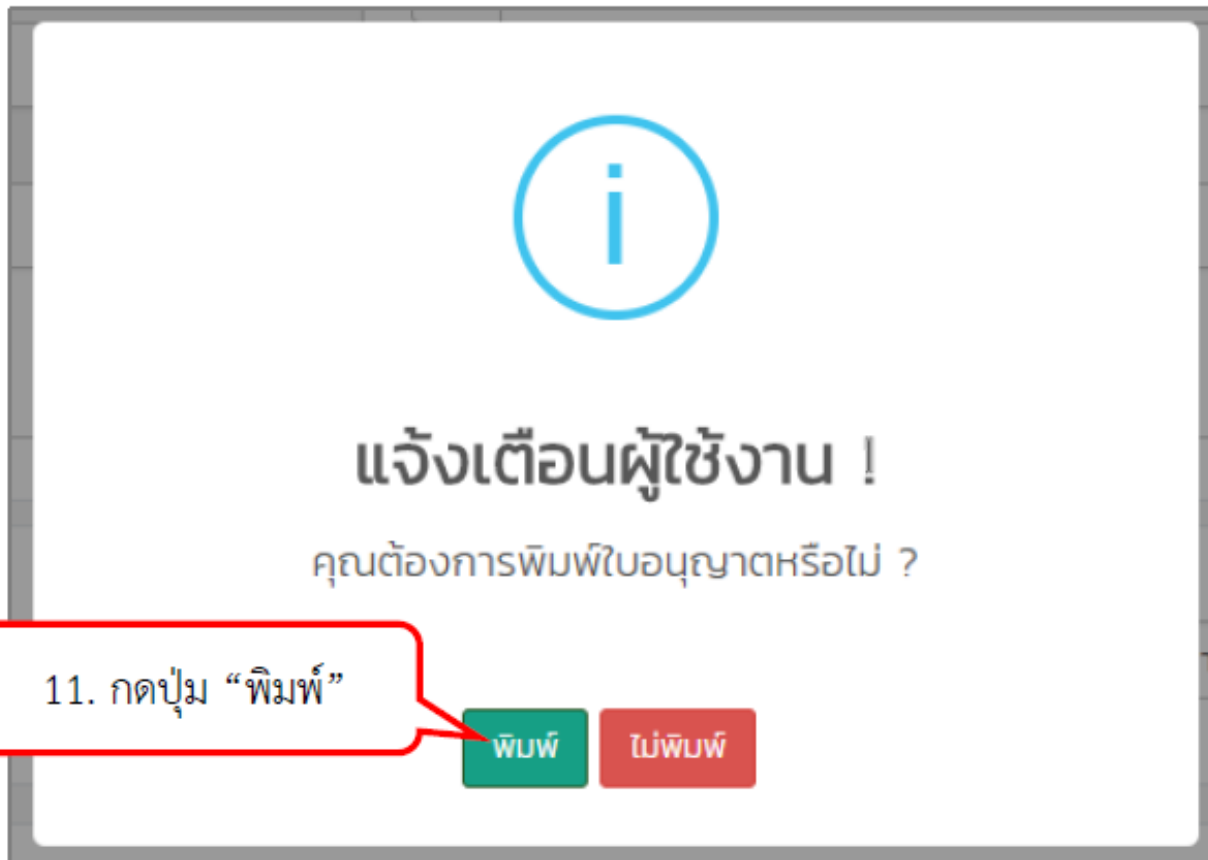 i
แจ้งเตือนผู้ใช้งาน !
คุณต้องการพิมพ์ใบอนุญาตหรือไม่ ?
11. กดปุ่ม “พิมพ์”
พิมพ์ ไม่พิมพ์